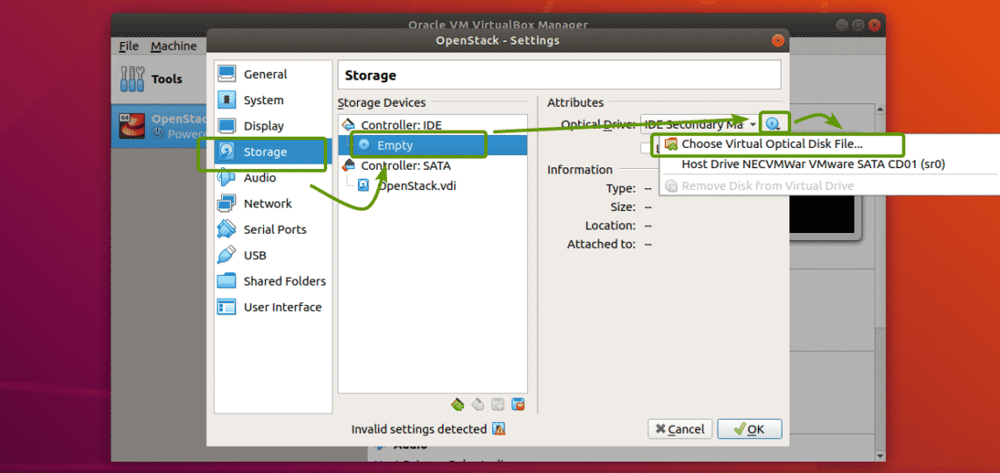 Oracle VM VirtualBox Manager
OpenStack - Settings
File Machine
Tools
64
OpenStac
Powere
General
System
Display
Storage
Audio
Network
Serial Ports
USB
Shared Folders
User Interface
Storage
Storage Devices
Controller: IDE
Empty
Controller: SATA
OpenStack.vdi
Attributes
Optical Drive: IDE Secondary Ma
Choose Virtual Optical Disk File...
Host Drive NECVMWar VMware SATA CD01 (sr0)
Remove Disk from Virtual Drive
Information
Type: --
Size: --
Location: --
Attached to: --
Invalid settings detected
Cancel
OK
Audio